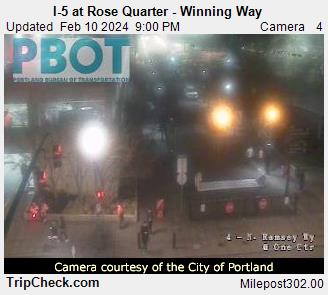 I-5 at Rose Quarter - Winning Way
Updated  Feb 10 2024  9:00 PM
Camera  4
PBOT
PORTLAND BUREAU OF TRANSPORTATION
4 - N. Ramsey Wy
@ One Ctr
Camera courtesy of the City of Portland
TripCheck.com
Milepost302.00